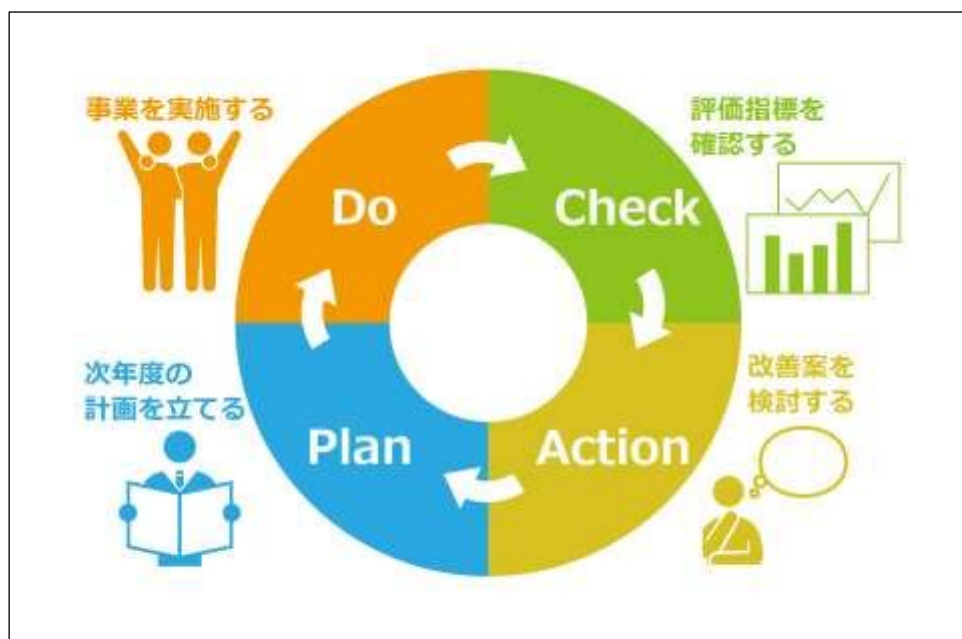 事業を実施する
Do
Check
評価指標を
確認する
次年度の
計画を立てる
Plan
Action
改善案を
検討する